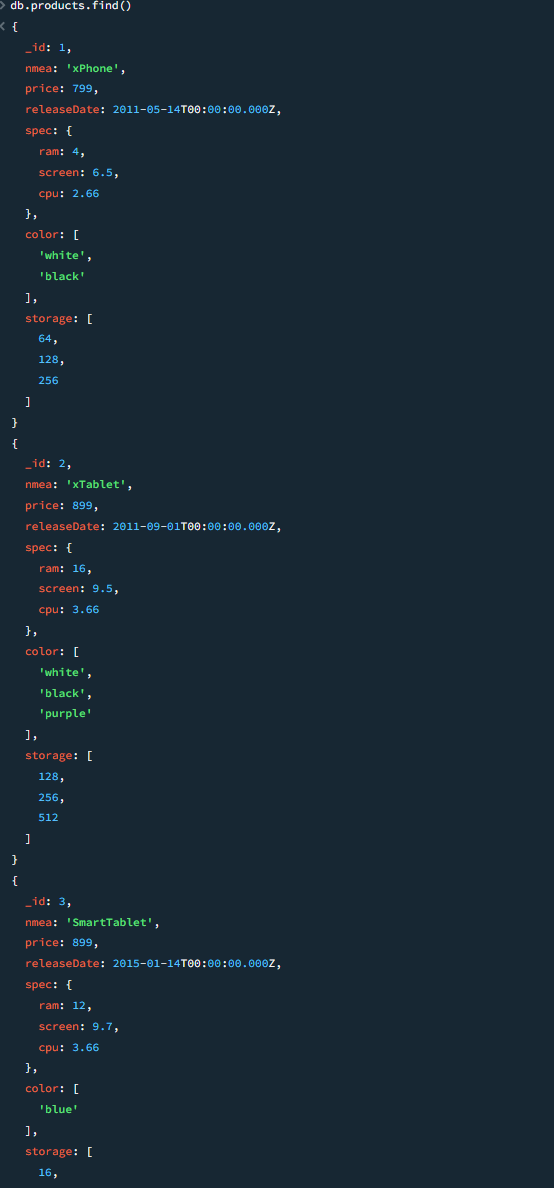 > db.products.find()
< {
_id: 1,
nmea: 'xPhone',
price: 799,
releaseDate: 2011-05-14T00:00:00.000Z,
spec: {
ram: 4,
screen: 6.5,
cpu: 2.66
},
color: [
'white',
'black'
],
storage: [
64,
128,
256
]
}
{
_id: 2,
nmea: 'xTablet',
price: 899,
releaseDate: 2011-09-01T00:00:00.000Z,
spec: {
ram: 16,
screen: 9.5,
cpu: 3.66
},
color: [
'white',
'black',
'purple'
],
storage: [
128,
256,
512
]
}
{
_id: 3,
nmea: 'SmartTablet',
price: 899,
releaseDate: 2015-01-14T00:00:00.000Z,
spec: {
ram: 12,
screen: 9.7,
cpu: 3.66
},
color: [
'blue'
],
storage: [
16,